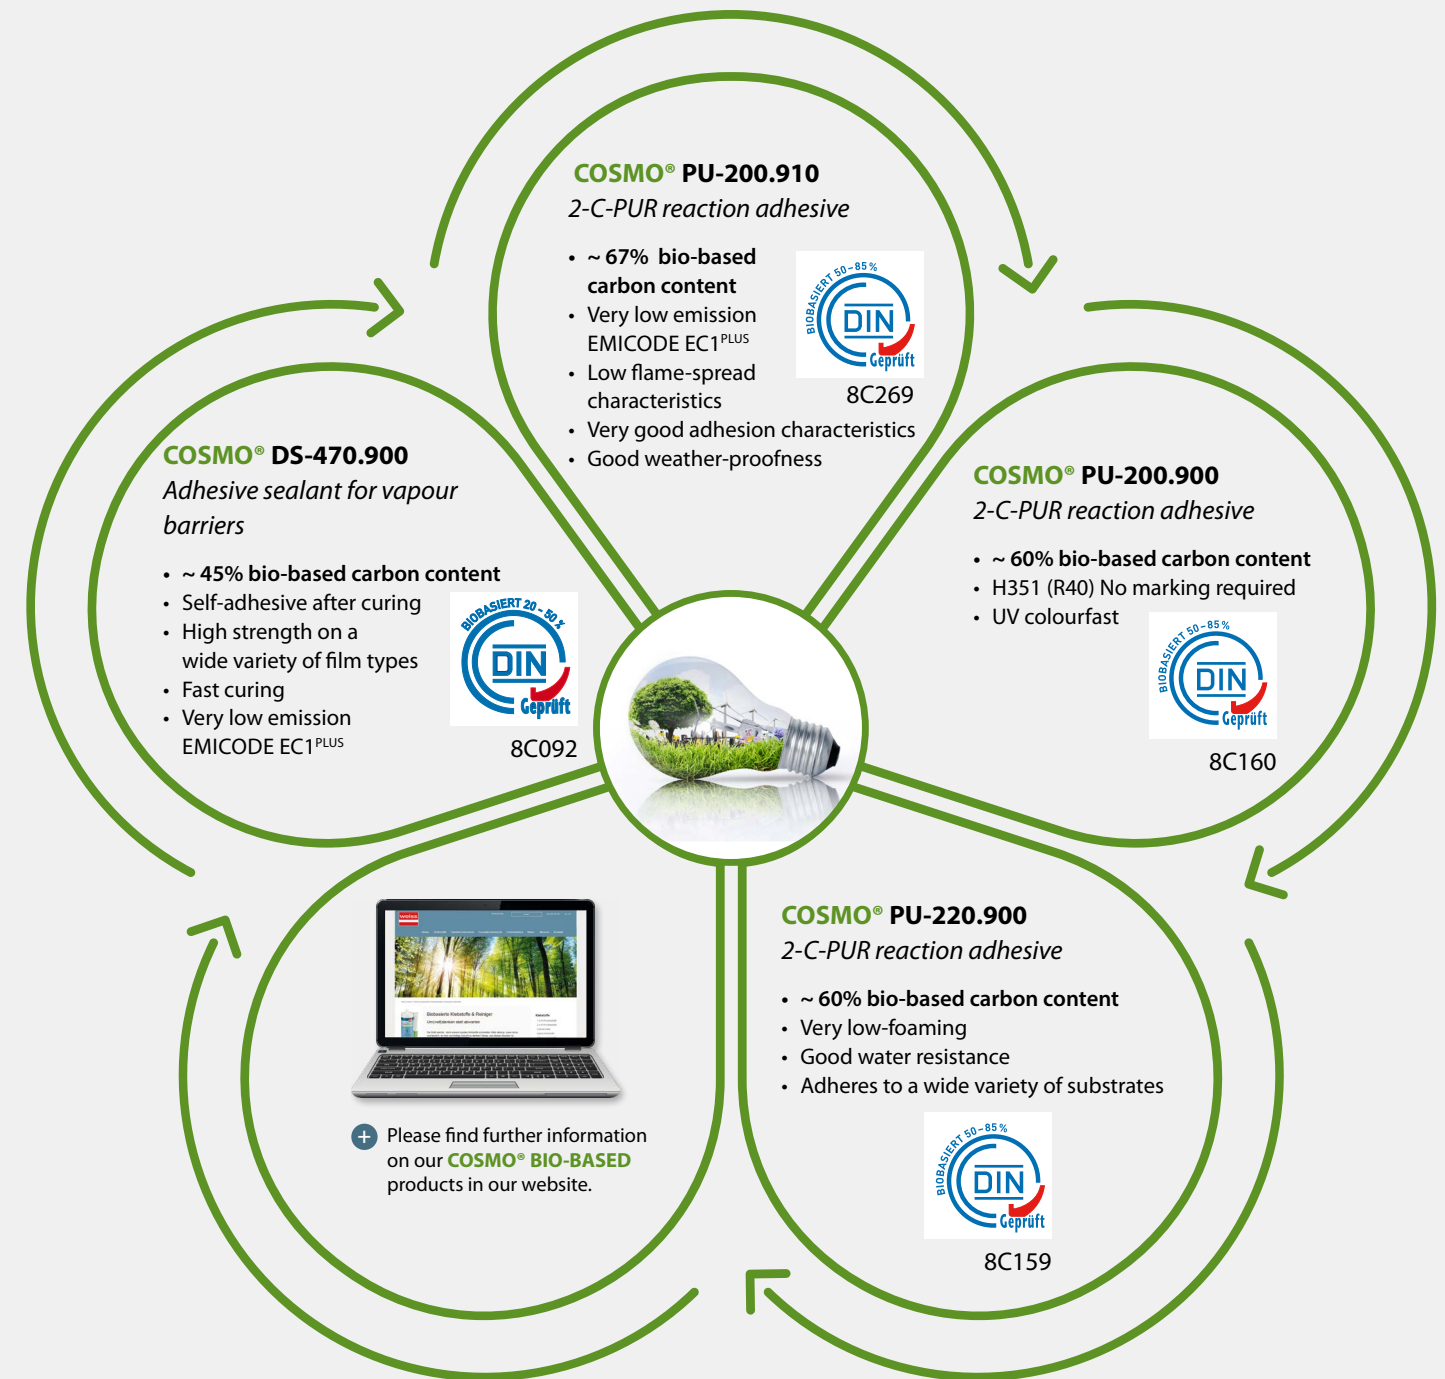 COSMO® PU-200.910
2-C-PUR reaction adhesive
• ~ 67% bio-based
carbon content
• Very low emission
EMICODE EC1PLUS
• Low flame-spread
characteristics
• Very good adhesion characteristics
• Good weather-proofness
BIOBASIERT 50–85%
DIN
Geprüft
8C269
COSMO® DS-470.900
Adhesive sealant for vapour
barriers
• ~ 45% bio-based carbon content
• Self-adhesive after curing
• High strength on a
wide variety of film types
• Fast curing
• Very low emission
EMICODE EC1PLUS
BIOBASIERT 20 - 50%
DIN
Geprüft
8C092
COSMO® PU-200.900
2-C-PUR reaction adhesive
• ~ 60% bio-based carbon content
• H351 (R40) No marking required
• UV colourfast
BIOBASIERT 50–85%
DIN
Geprüft
8C160
COSMO® PU-220.900
2-C-PUR reaction adhesive
• ~ 60% bio-based carbon content
• Very low-foaming
• Good water resistance
• Adheres to a wide variety of substrates
BIOBASIERT 50–85%
DIN
Geprüft
8C159
weiss
Biobasierte Klebstoffe & Reiniger
+ Please find further information
on our COSMO® BIO-BASED
products in our website.